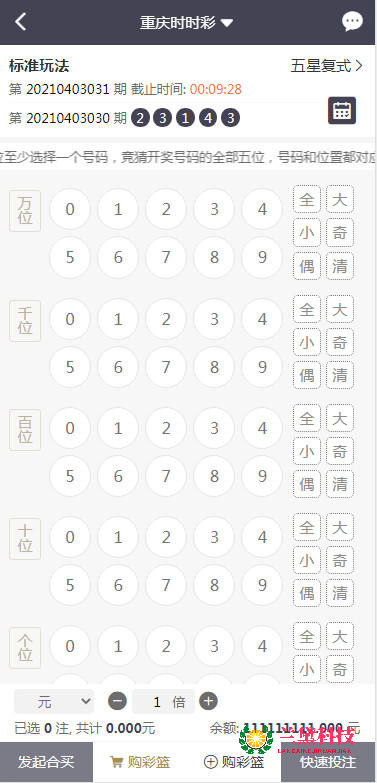 重庆时时彩
标准玩法 五星复式
第 20210403031 期 截止时间: 00:09:28
第 20210403030 期 2 3 1 4 3
至少选择一个号码，竞猜开奖号码的全部五位，号码和位置都对应
万位 0 1 2 3 4 全 大
小 奇
5 6 7 8 9 偶 清
千位 0 1 2 3 4 全 大
小 奇
5 6 7 8 9 偶 清
百位 0 1 2 3 4 全 大
小 奇
5 6 7 8 9 偶 清
十位 0 1 2 3 4 全 大
小 奇
5 6 7 8 9 偶 清
个位 0 1 2 3 4 全 大
小 奇
元 1 倍
已选 0 注, 共计 0.000元 余额: 111111111.000 元
发起合买 购彩篮 购彩篮 快速投注